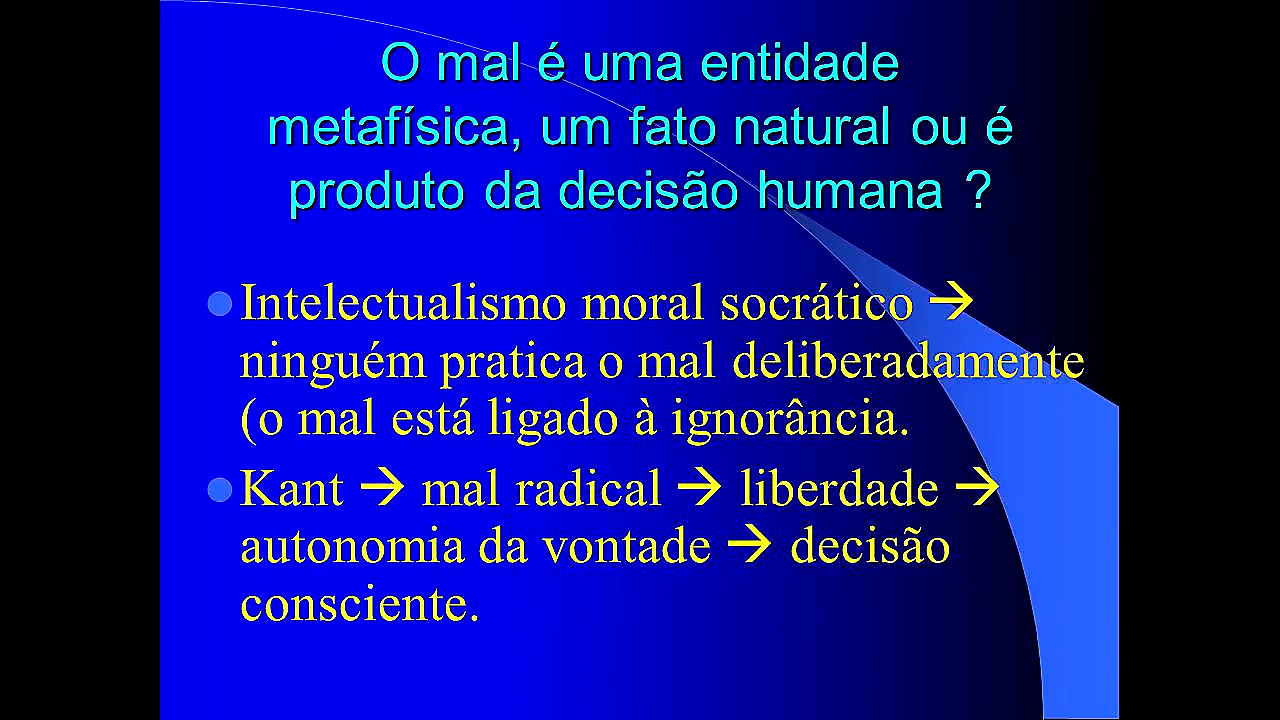 O mal é uma entidade
metafísica, um fato natural ou é
produto da decisão humana ?
Intelectualismo moral socrático →
ninguém pratica o mal deliberadamente
(o mal está ligado à ignorância.
Kant → mal radical → liberdade →
autonomia da vontade → decisão
consciente.